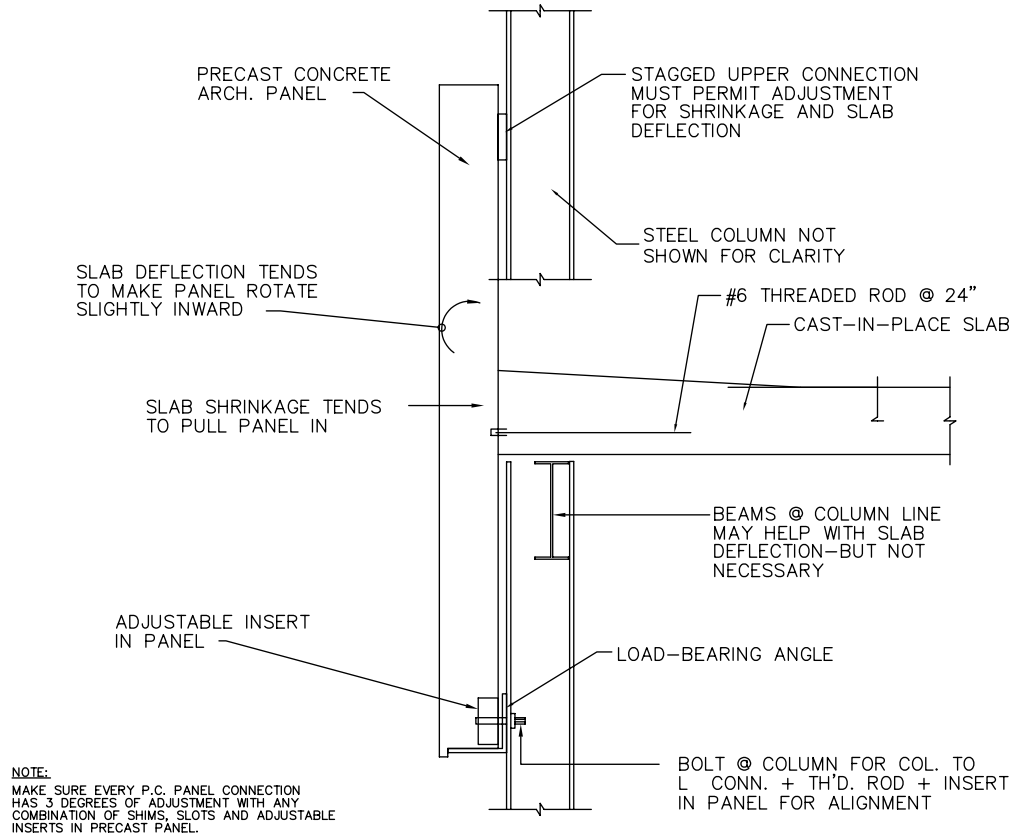 PRECAST CONCRETE
ARCH. PANEL
STAGGED UPPER CONNECTION
MUST PERMIT ADJUSTMENT
FOR SHRINKAGE AND SLAB
DEFLECTION
STEEL COLUMN NOT
SHOWN FOR CLARITY
SLAB DEFLECTION TENDS
TO MAKE PANEL ROTATE
SLIGHTLY INWARD
#6 THREADED ROD @ 24"
CAST-IN-PLACE SLAB
SLAB SHRINKAGE TENDS
TO PULL PANEL IN
BEAMS @ COLUMN LINE
MAY HELP WITH SLAB
DEFLECTION-BUT NOT
NECESSARY
ADJUSTABLE INSERT
IN PANEL
LOAD-BEARING ANGLE
BOLT @ COLUMN FOR COL. TO
L CONN. + TH'D. ROD + INSERT
IN PANEL FOR ALIGNMENT
NOTE:
MAKE SURE EVERY P.C. PANEL CONNECTION
HAS 3 DEGREES OF ADJUSTMENT WITH ANY
COMBINATION OF SHIMS, SLOTS AND ADJUSTABLE
INSERTS IN PRECAST PANEL.